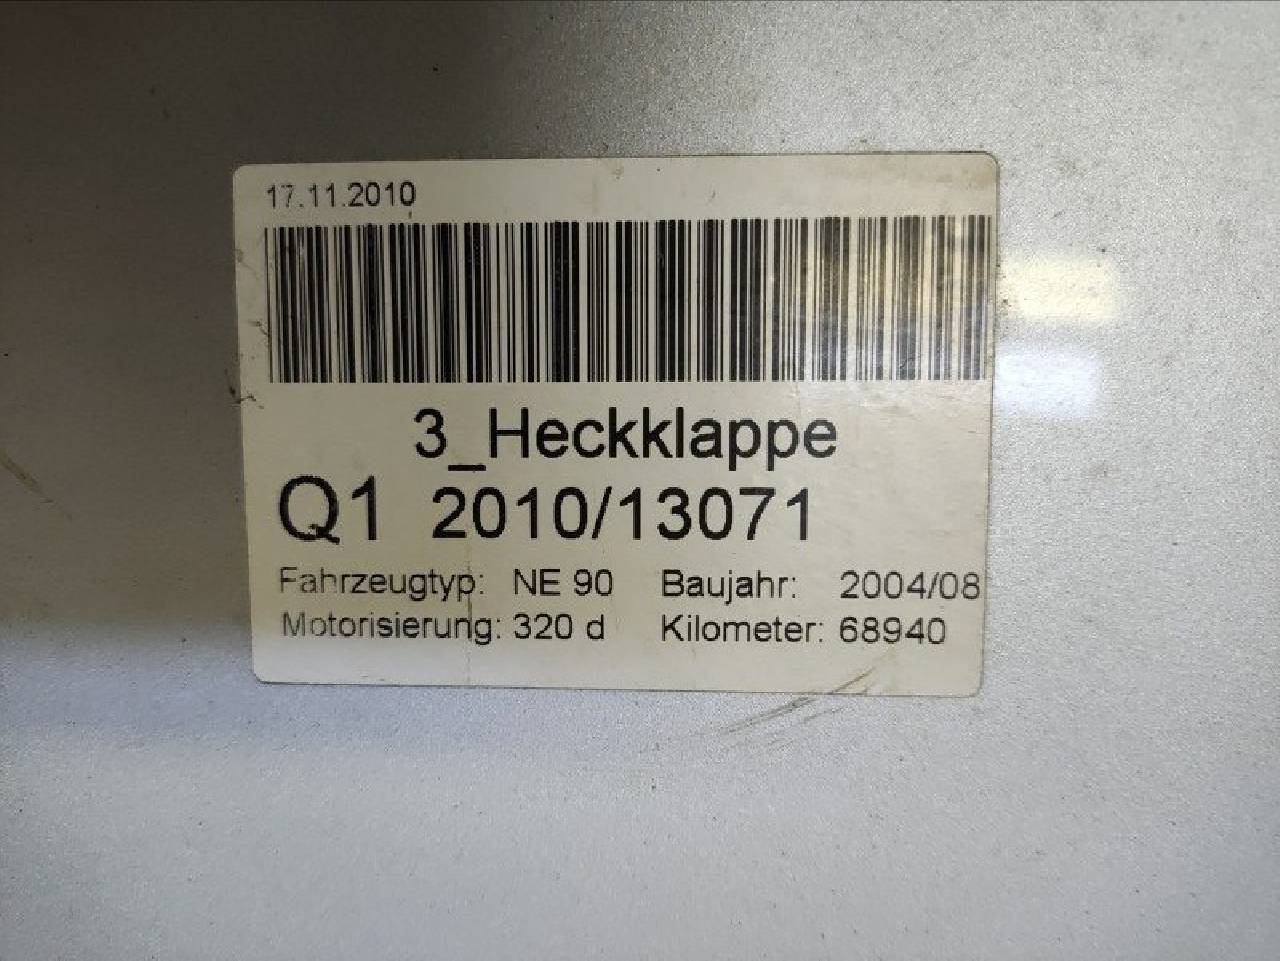 17.11.2010
3_Heckklappe
Q1 2010/13071
Fahrzeugtyp: NE 90 Baujahr: 2004/08
Motorisierung: 320 d Kilometer: 68940